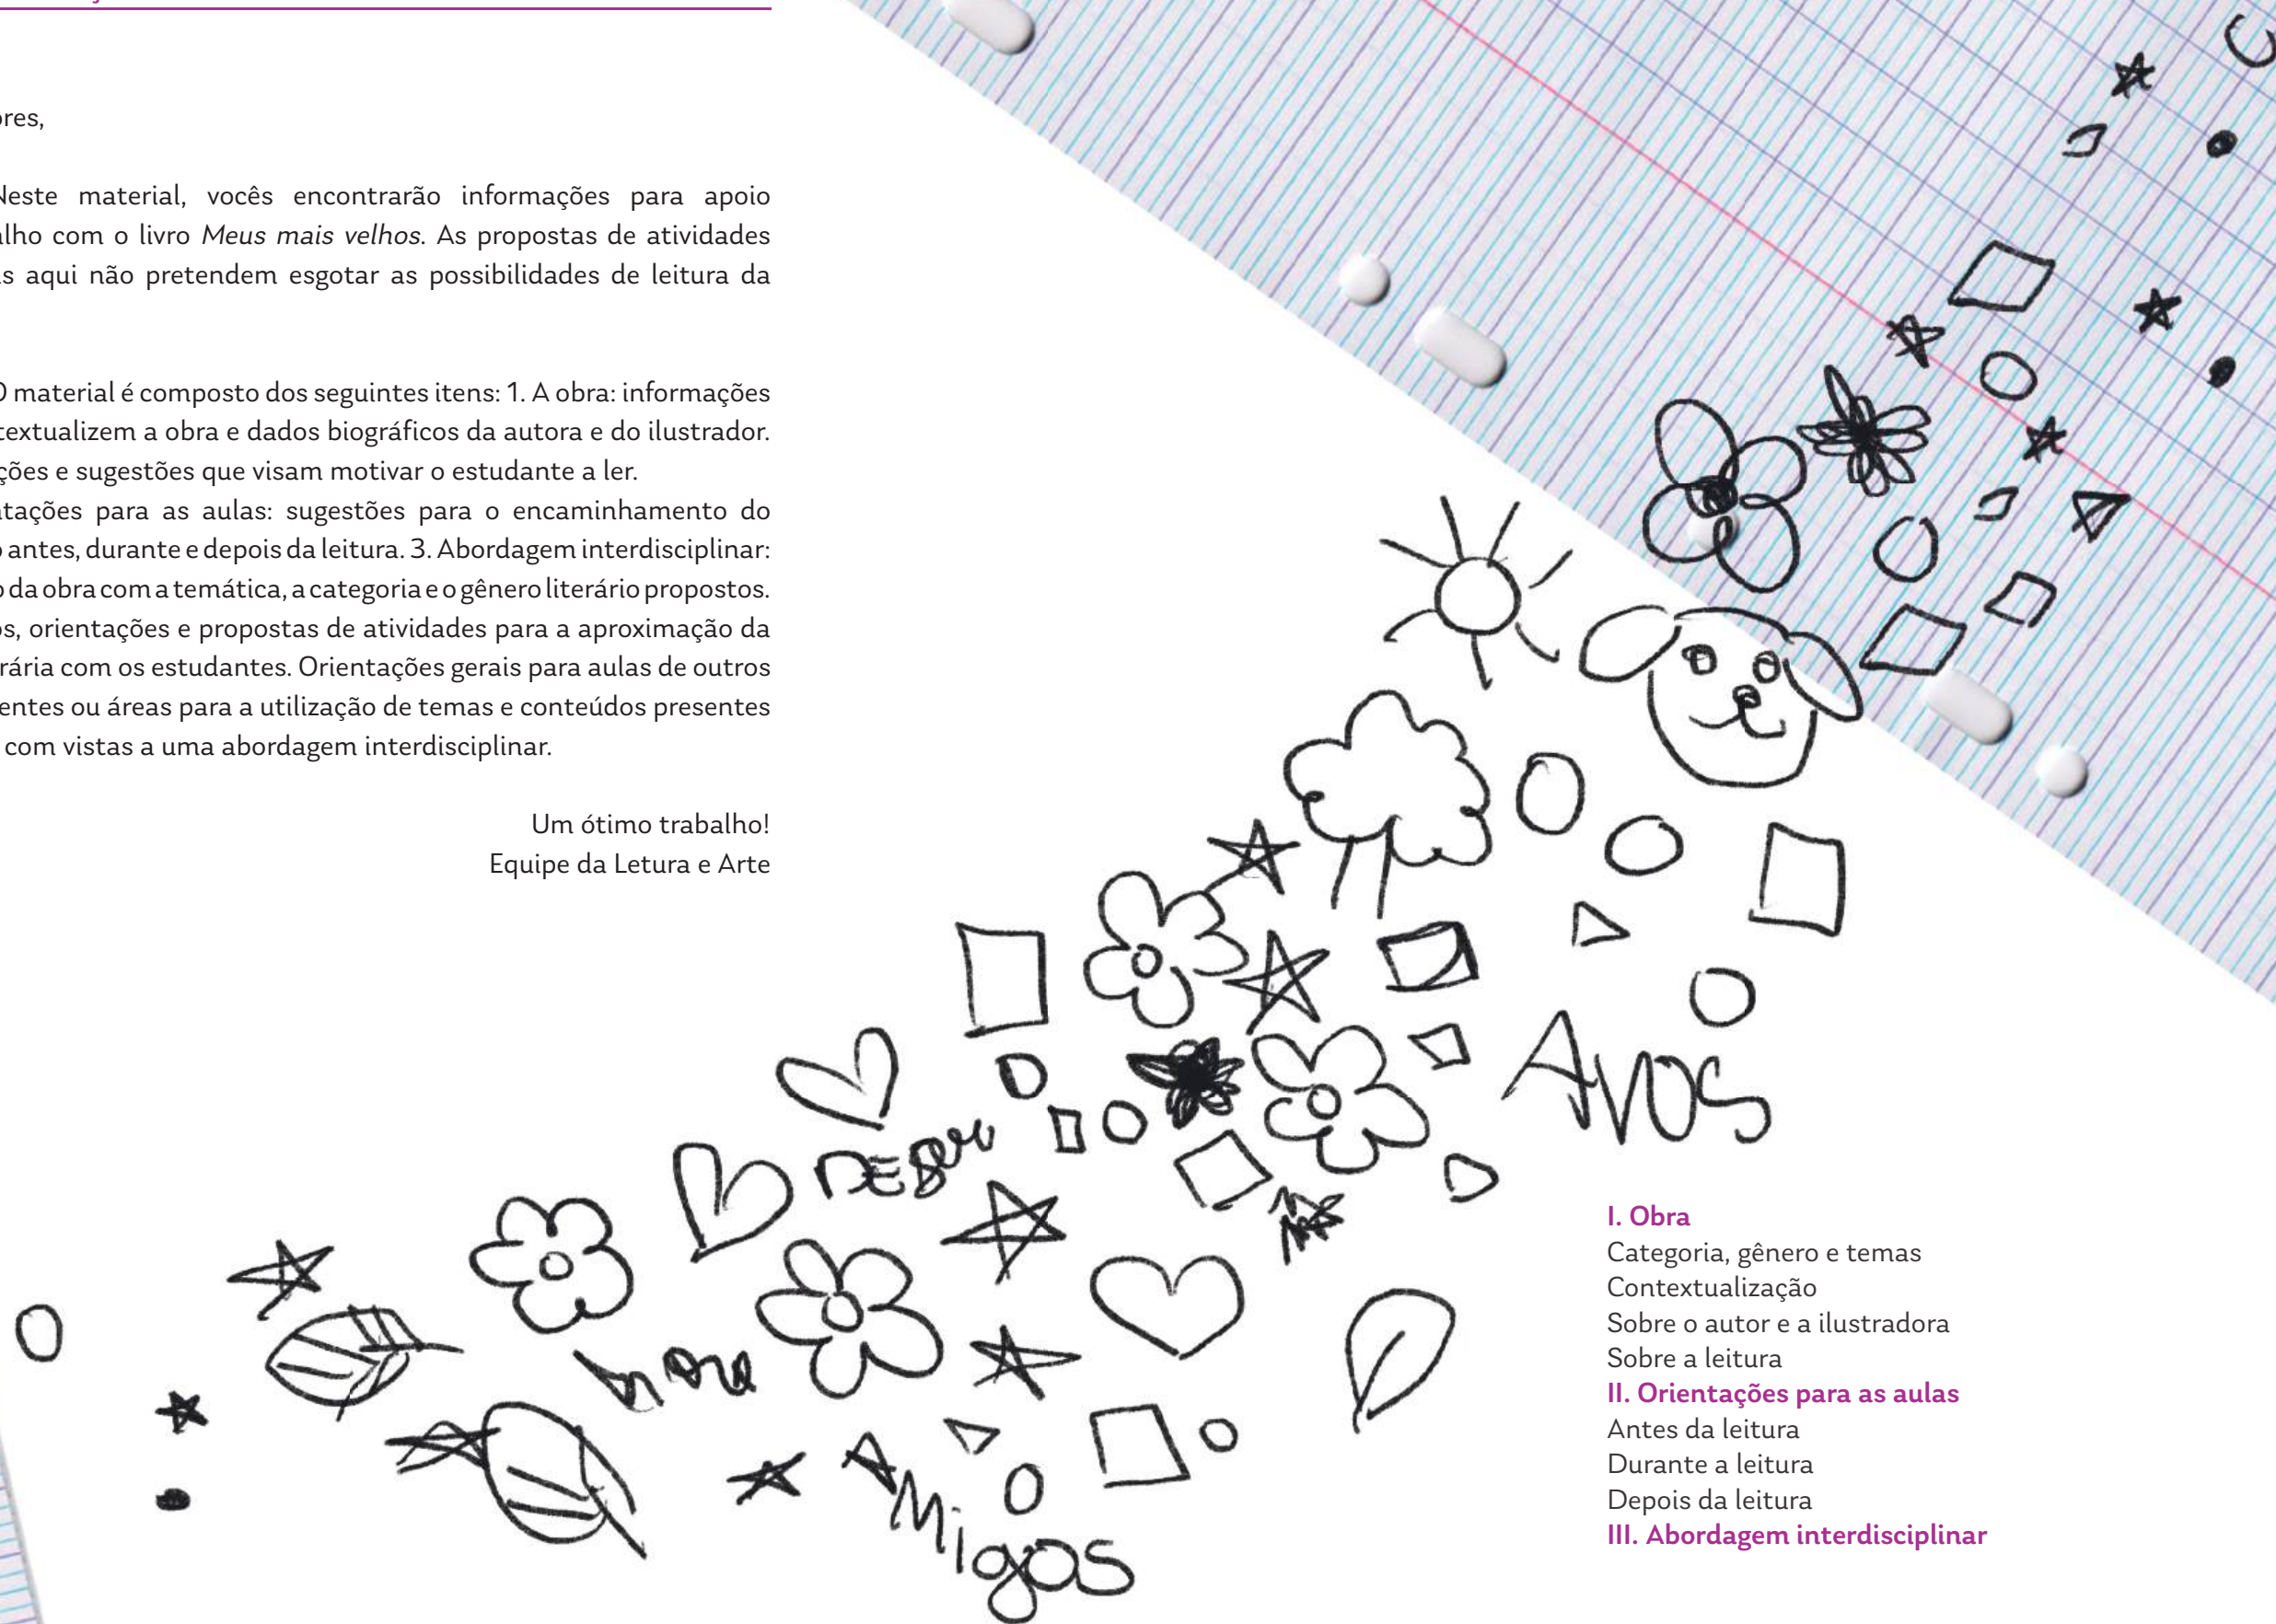 ores,
Neste material, vocês encontrarão informações para apoio
alho com o livro Meus mais velhos. As propostas de atividades
as aqui não pretendem esgotar as possibilidades de leitura da
O material é composto dos seguintes itens: 1. A obra: informações
textualizem a obra e dados biográficos da autora e do ilustrador.
ções e sugestões que visam motivar o estudante a ler.
tações para as aulas: sugestões para o encaminhamento do
o antes, durante e depois da leitura. 3. Abordagem interdisciplinar:
o da obra com a temática, a categoria e o gênero literário propostos.
os, orientações e propostas de atividades para a aproximação da
rária com os estudantes. Orientações gerais para aulas de outros
entes ou áreas para a utilização de temas e conteúdos presentes
com vistas a uma abordagem interdisciplinar.
Um ótimo trabalho!
Equipe da Letura e Arte
AVOS
AMigos
I. Obra
Categoria, gênero e temas
Contextualização
Sobre o autor e a ilustradora
Sobre a leitura
II. Orientações para as aulas
Antes da leitura
Durante a leitura
Depois da leitura
III. Abordagem interdisciplinar